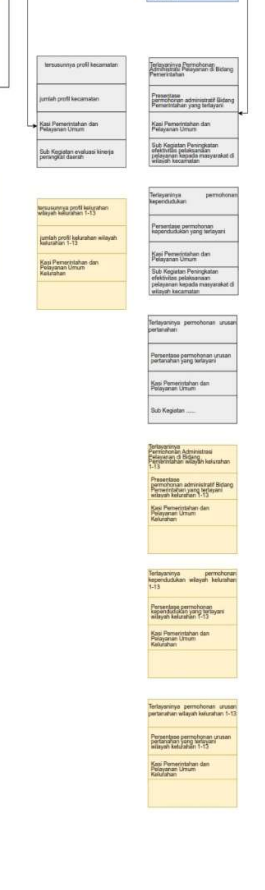 tersusunnya profil kecamatan
jumlah profil kecamatan
Kasi Pemerintahan dan
Pelayanan Umum
Sub Kegiatan evaluasi kinerja
perangkat daerah
tersusunnya profil kelurahan
wilayah kelurahan 1-13
jumlah profil kelurahan wilayah
kelurahan 1-13
Kasi Pemerintahan dan
Pelayanan Umum
Kelurahan
Terlayaninya Permohonan
Administrasi Pelayanan di Bidang
Pemerintahan
Presentase
permohonan administratif Bidang
Pemerintahan yang terlayani
Kasi Pemerintahan dan
Pelayanan Umum
Sub Kegiatan Peningkatan
efektivitas pelaksanaan
pelayanan kepada masyarakat di
wilayah kecamatan
Terlayaninya permohonan
kependudukan
Persentase permohonan
kependudukan yang terlayani
Kasi Pemerintahan dan
Pelayanan Umum
Sub Kegiatan Peningkatan
efektivitas pelaksanaan
pelayanan kepada masyarakat di
wilayah kecamatan
Terlayaninya permohonan urusan
pertanahan
Persentase permohonan urusan
pertanahan yang terlayani
Kasi Pemerintahan dan
Pelayanan Umum
Sub Kegiatan ......
Terlayaninya
Permohonan Administrasi
Pelayanan di Bidang
Pemerintahan wilayah kelurahan
1-13
Presentase
permohonan administratif Bidang
Pemerintahan yang terlayani
wilayah kelurahan 1-13
Kasi Pemerintahan dan
Pelayanan Umum
Kelurahan
Terlayaninya permohonan
kependudukan wilayah kelurahan
1-13
Persentase permohonan
kependudukan yang terlayani
wilayah kelurahan 1-13
Kasi Pemerintahan dan
Pelayanan Umum
Kelurahan
Terlayaninya permohonan urusan
pertanahan wilayah kelurahan 1-13
Persentase permohonan urusan
pertanahan yang terlayani
wilayah kelurahan 1-13
Kasi Pemerintahan dan
Pelayanan Umum
Kelurahan